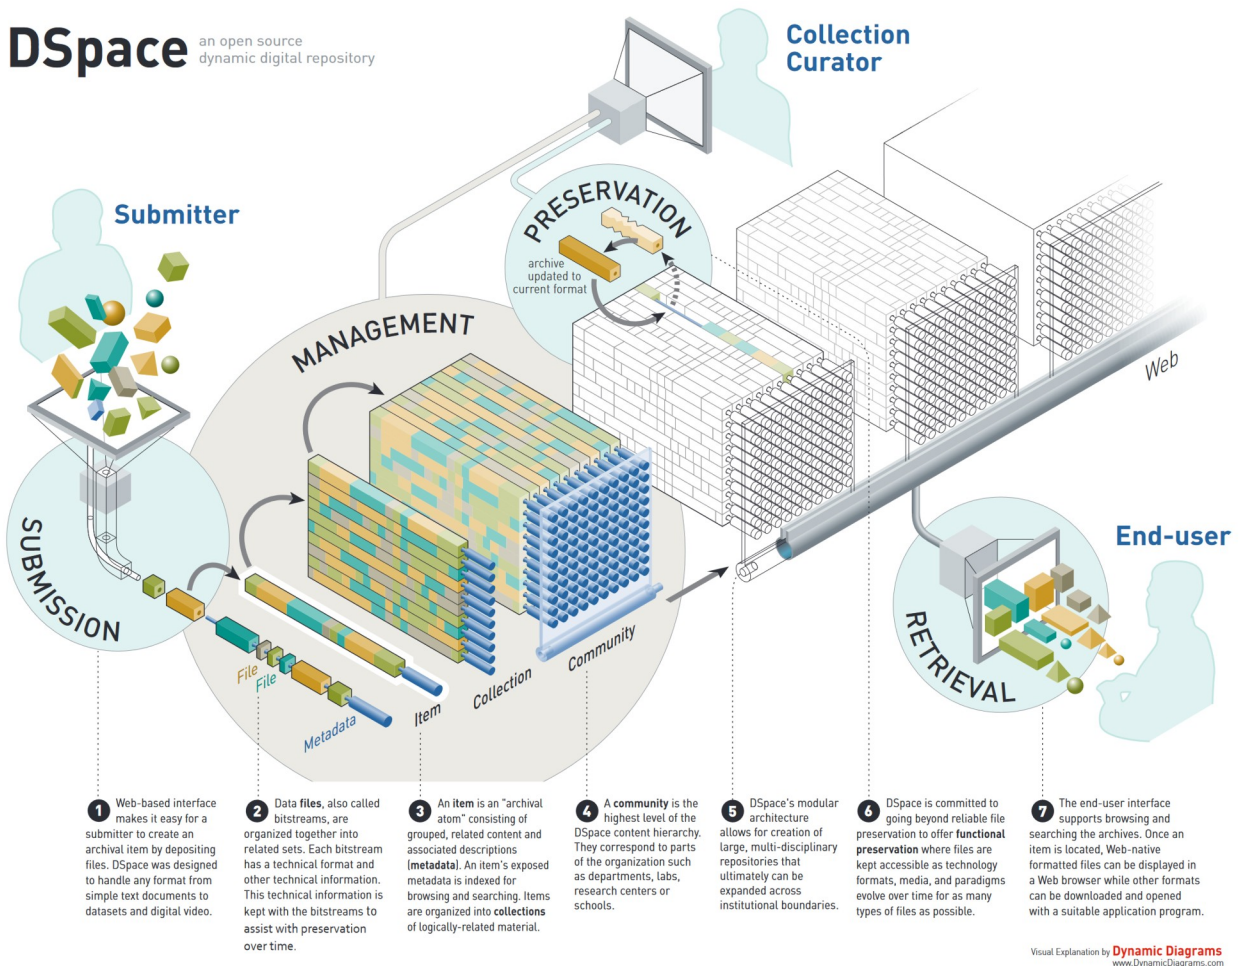 DSpace
an open source
dynamic digital repository
Collection
Curator
Submitter
PRESERVATION
archive
updated to
current format
MANAGEMENT
Web
End-user
SUBMISSION
RETRIEVAL
File
File
Metadata
Item
Collection
Community
1 Web-based interface
makes it easy for a
submitter to create an
archival item by depositing
files. DSpace was designed
to handle any format from
simple text documents to
datasets and digital video.
2 Data files, also called
bitstreams, are
organized together into
related sets. Each bitstream
has a technical format and
other technical information.
This technical information is
kept with the bitstreams to
assist with preservation
over time.
3 An item is an "archival
atom" consisting of
grouped, related content and
associated descriptions
(metadata). An item's exposed
metadata is indexed for
browsing and searching. Items
are organized into collections
of logically-related material.
4 A community is the
highest level of the
DSpace content hierarchy.
They correspond to parts
of the organization such
as departments, labs,
research centers or
schools.
5 DSpace's modular
architecture
allows for creation of
large, multi-disciplinary
repositories that
ultimately can be
expanded across
institutional boundaries.
6 DSpace is committed to
going beyond reliable file
preservation to offer functional
preservation where files are
kept accessible as technology
formats, media, and paradigms
evolve over time for as many
types of files as possible.
7 The end-user interface
supports browsing and
searching the archives. Once an
item is located, Web-native
formatted files can be displayed in
a Web browser while other formats
can be downloaded and opened
with a suitable application program.
Visual Explanation by Dynamic Diagrams
www.DynamicDiagrams.com